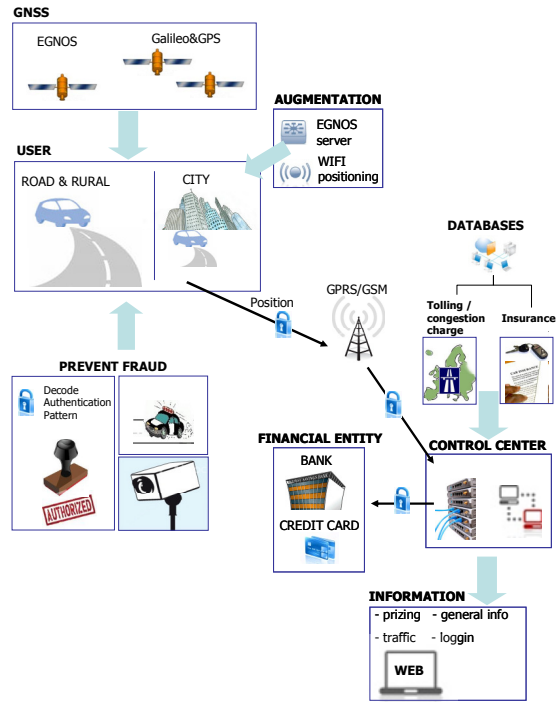 GNSS
EGNOS
Galileo&GPS
AUGMENTATION
EGNOS
server
WIFI
positioning
USER
ROAD & RURAL
CITY
DATABASES
Tolling /
congestion
charge
Insurance
Position
GPRS/GSM
PREVENT FRAUD
Decode
Authentication
Pattern
AUTHORIZED
FINANCIAL ENTITY
BANK
CREDIT CARD
CONTROL CENTER
INFORMATION
- prizing - general info
- traffic - loggin
WEB